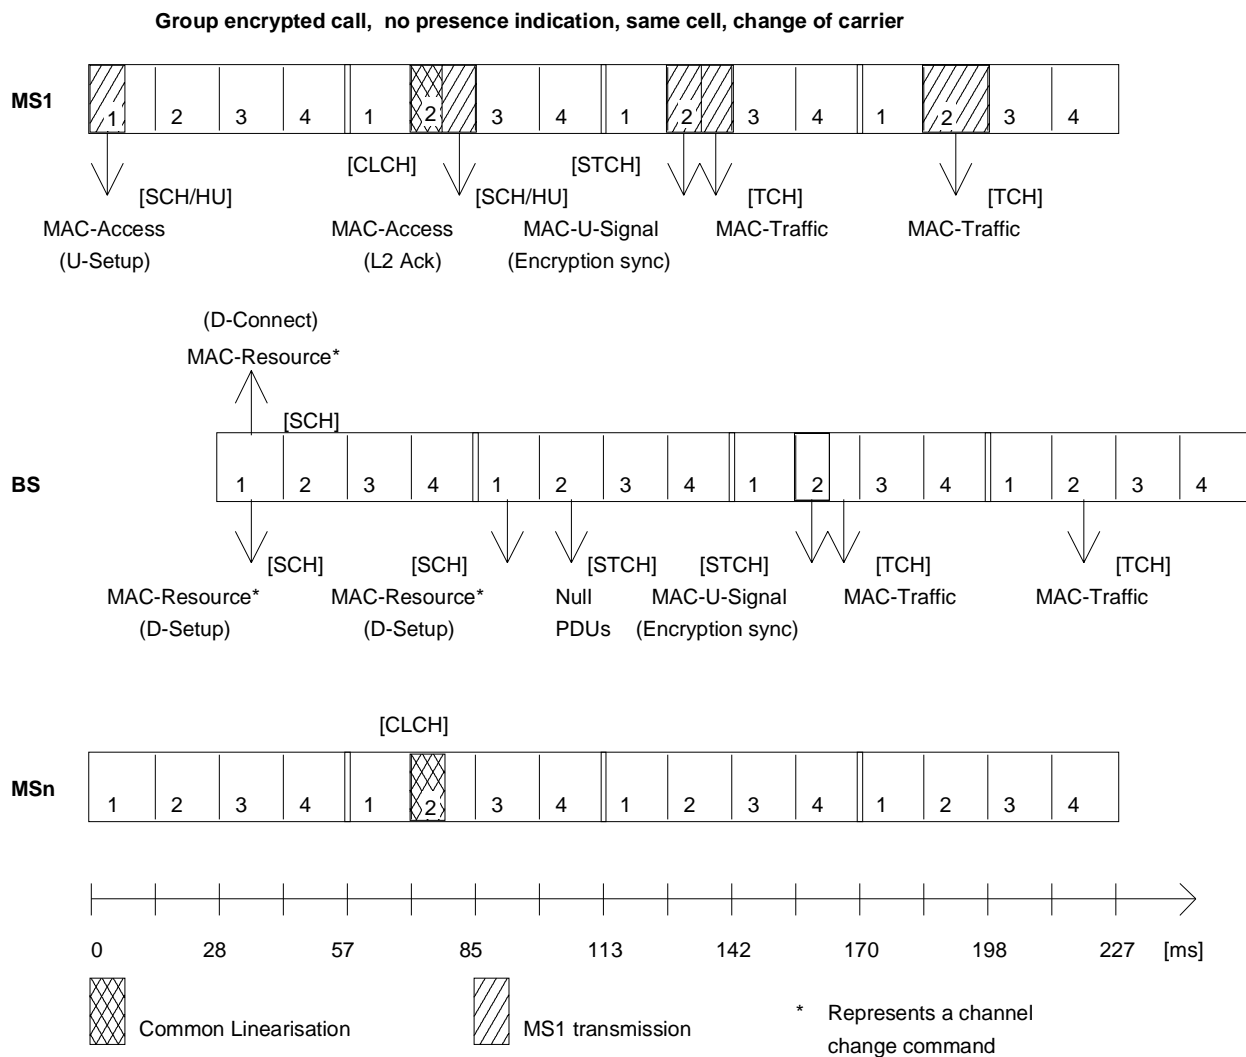 Group encrypted call, no presence indication, same cell, change of carrier
MS1
1 2 3 4 1 2 3 4 1 2 3 4 1 2 3 4
[CLCH] [STCH]
[SCH/HU] [SCH/HU] [TCH] [TCH]
MAC-Access MAC-Access MAC-U-Signal MAC-Traffic MAC-Traffic
(U-Setup) (L2 Ack) (Encryption sync)
(D-Connect)
MAC-Resource*
[SCH]
BS
1 2 3 4 1 2 3 4 1 2 3 4 1 2 3 4
[SCH] [SCH] [STCH] [STCH] [TCH] [TCH]
MAC-Resource* MAC-Resource* Null MAC-U-Signal MAC-Traffic MAC-Traffic
(D-Setup) (D-Setup) PDUs (Encryption sync)
[CLCH]
MSn
1 2 3 4 1 2 3 4 1 2 3 4 1 2 3 4
0 28 57 85 113 142 170 198 227 [ms]
Common Linearisation MS1 transmission * Represents a channel
change command